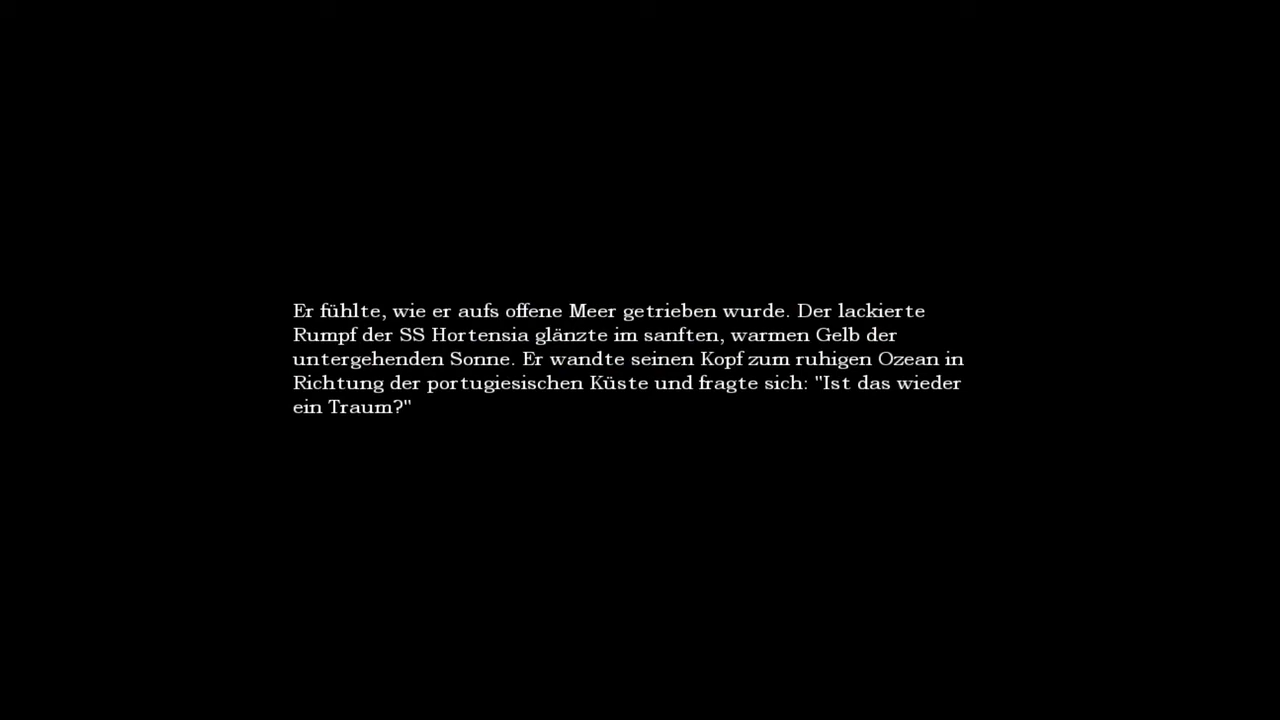 Er fühlte, wie er aufs offene Meer getrieben wurde. Der lackierte
Rumpf der SS Hortensia glänzte im sanften, warmen Gelb der
untergehenden Sonne. Er wandte seinen Kopf zum ruhigen Ozean in
Richtung der portugiesischen Küste und fragte sich: "Ist das wieder
ein Traum?"